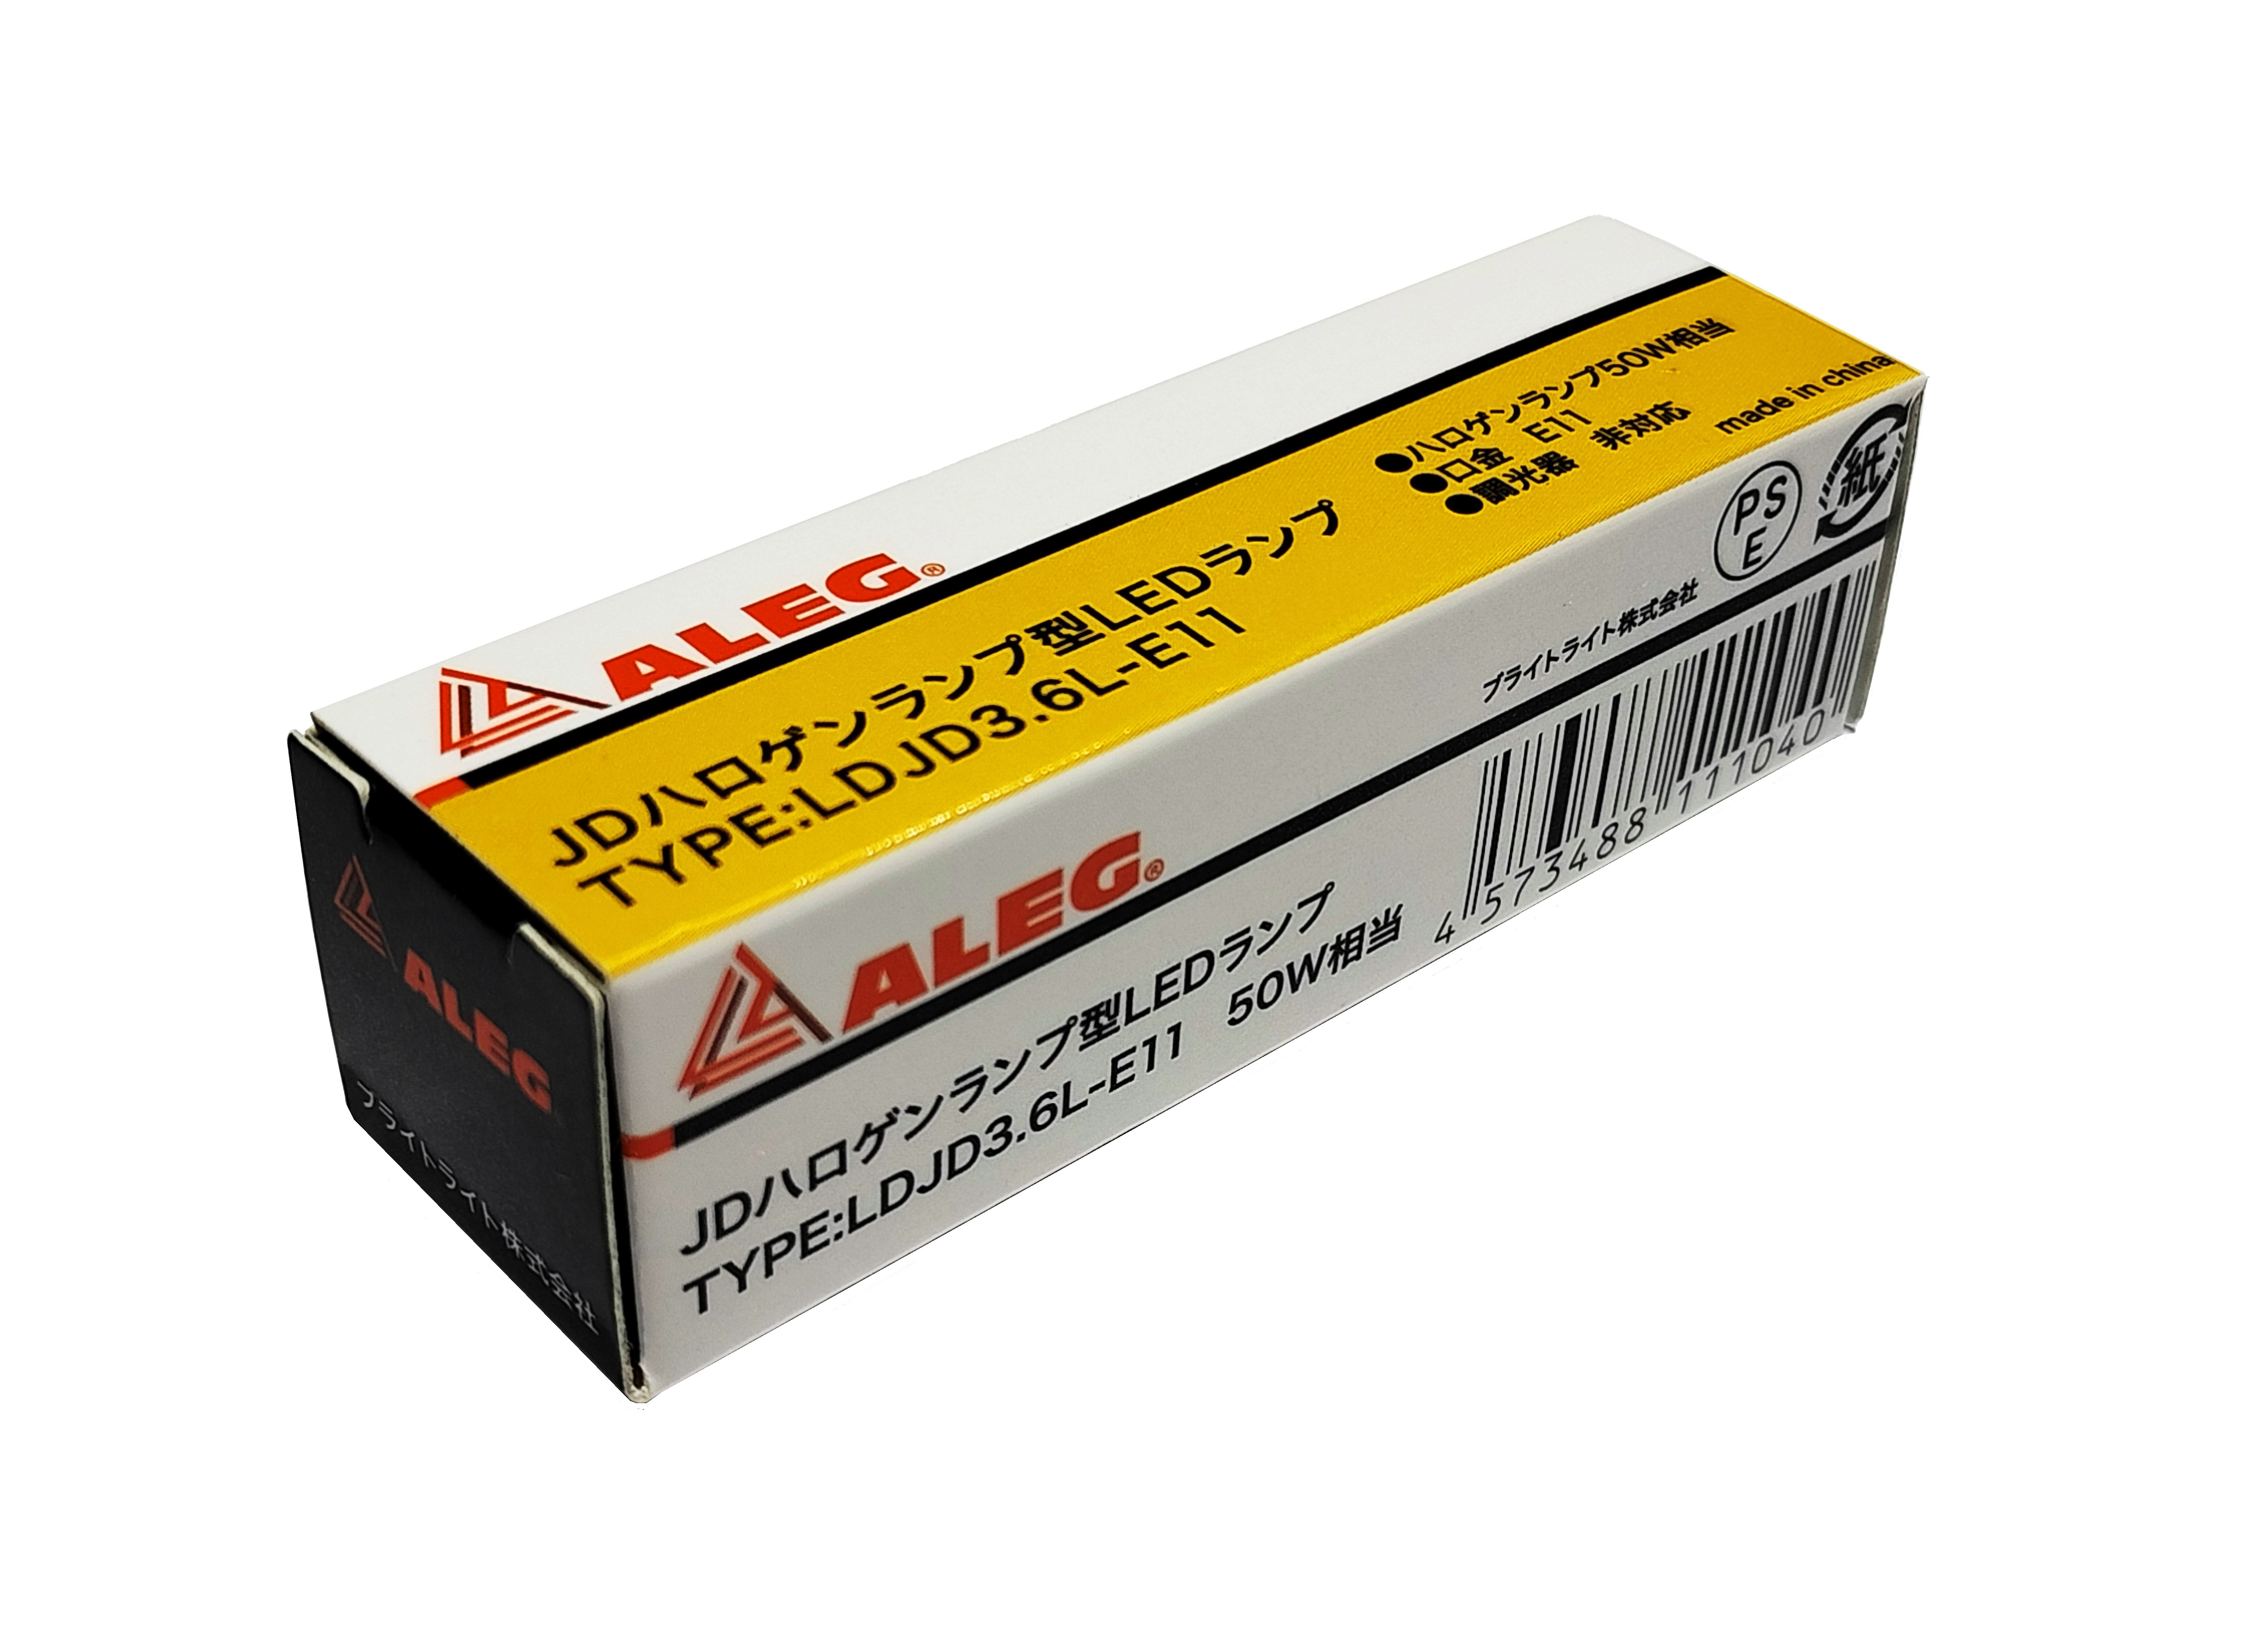 ALEG®
JDハロゲンランプ型LEDランプ
TYPE:LDJD3.6L-E11
●ハロゲンランプ50W相当
●口金 E11
●調光器 非対応
made in china
ALEG®
JDハロゲンランプ型LEDランプ
TYPE:LDJD3.6L-E11 50W相当
PS
E
紙
ブライトライト株式会社
4 573488 111040
ALEG
ブライトライト株式会社